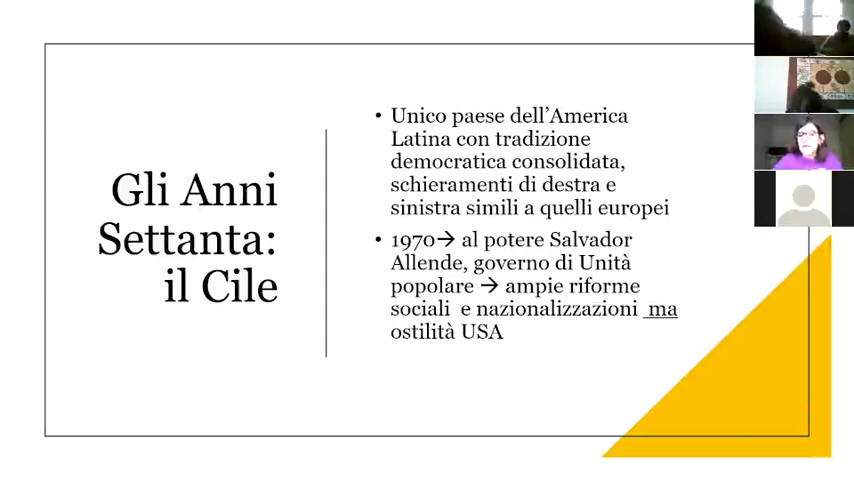 Gli Anni
Settanta:
il Cile
• Unico paese dell'America
Latina con tradizione
democratica consolidata,
schieramenti di destra e
sinistra simili a quelli europei
• 1970→ al potere Salvador
Allende, governo di Unità
popolare → ampie riforme
sociali e nazionalizzazioni ma
ostilità USA